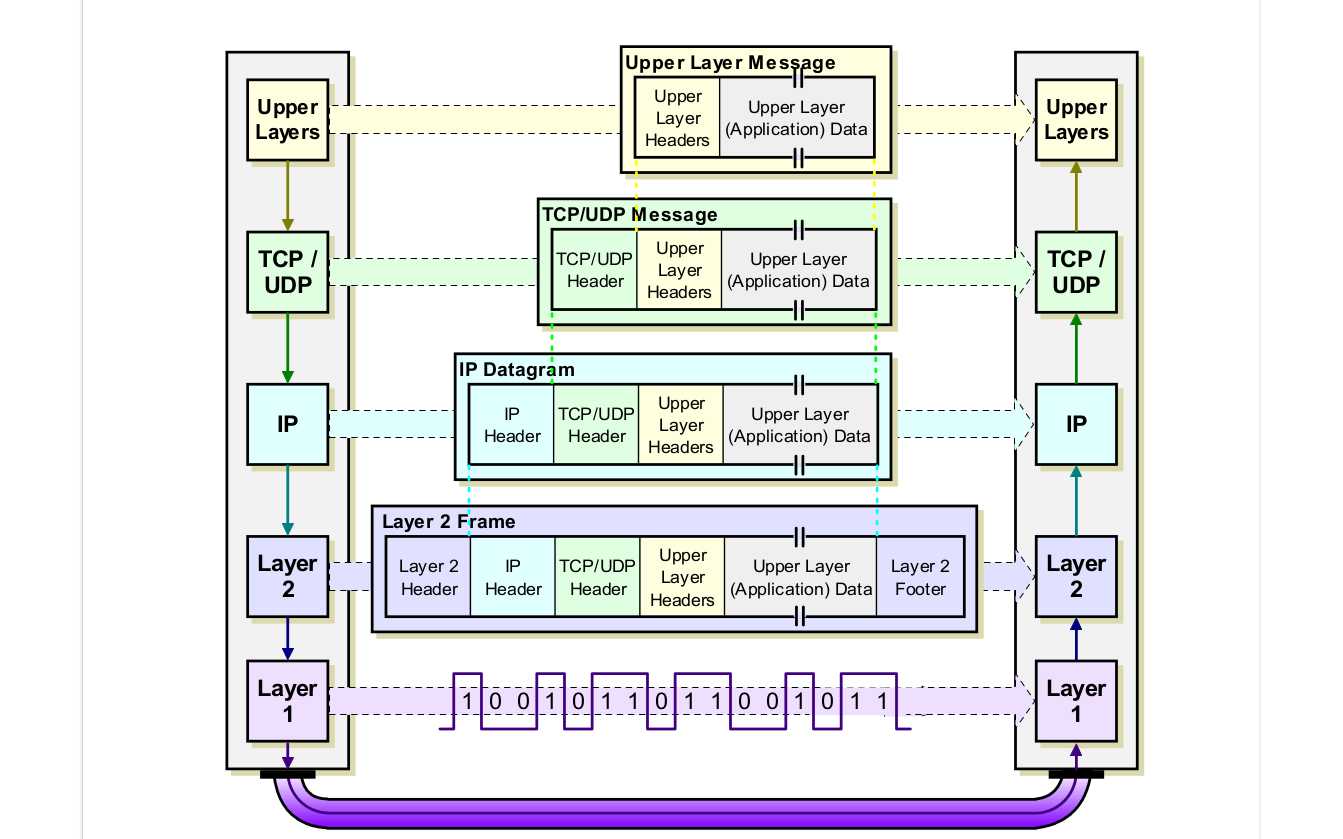 Upper Layer Message
Upper
Layers
Upper
Layer
Headers
Upper Layer
(Application) Data
Upper
Layers
TCP/UDP Message
TCP /
UDP
TCP/UDP
Header
Upper
Layer
Headers
Upper Layer
(Application) Data
TCP /
UDP
IP Datagram
IP
IP
Header
TCP/UDP
Header
Upper
Layer
Headers
Upper Layer
(Application) Data
IP
Layer 2 Frame
Layer
2
Layer 2
Header
IP
Header
TCP/UDP
Header
Upper
Layer
Headers
Upper Layer
(Application) Data
Layer 2
Footer
Layer
2
Layer
1
1 0 0 1 0 1 1 0 1 1 0 0 1 0 1 1
Layer
1